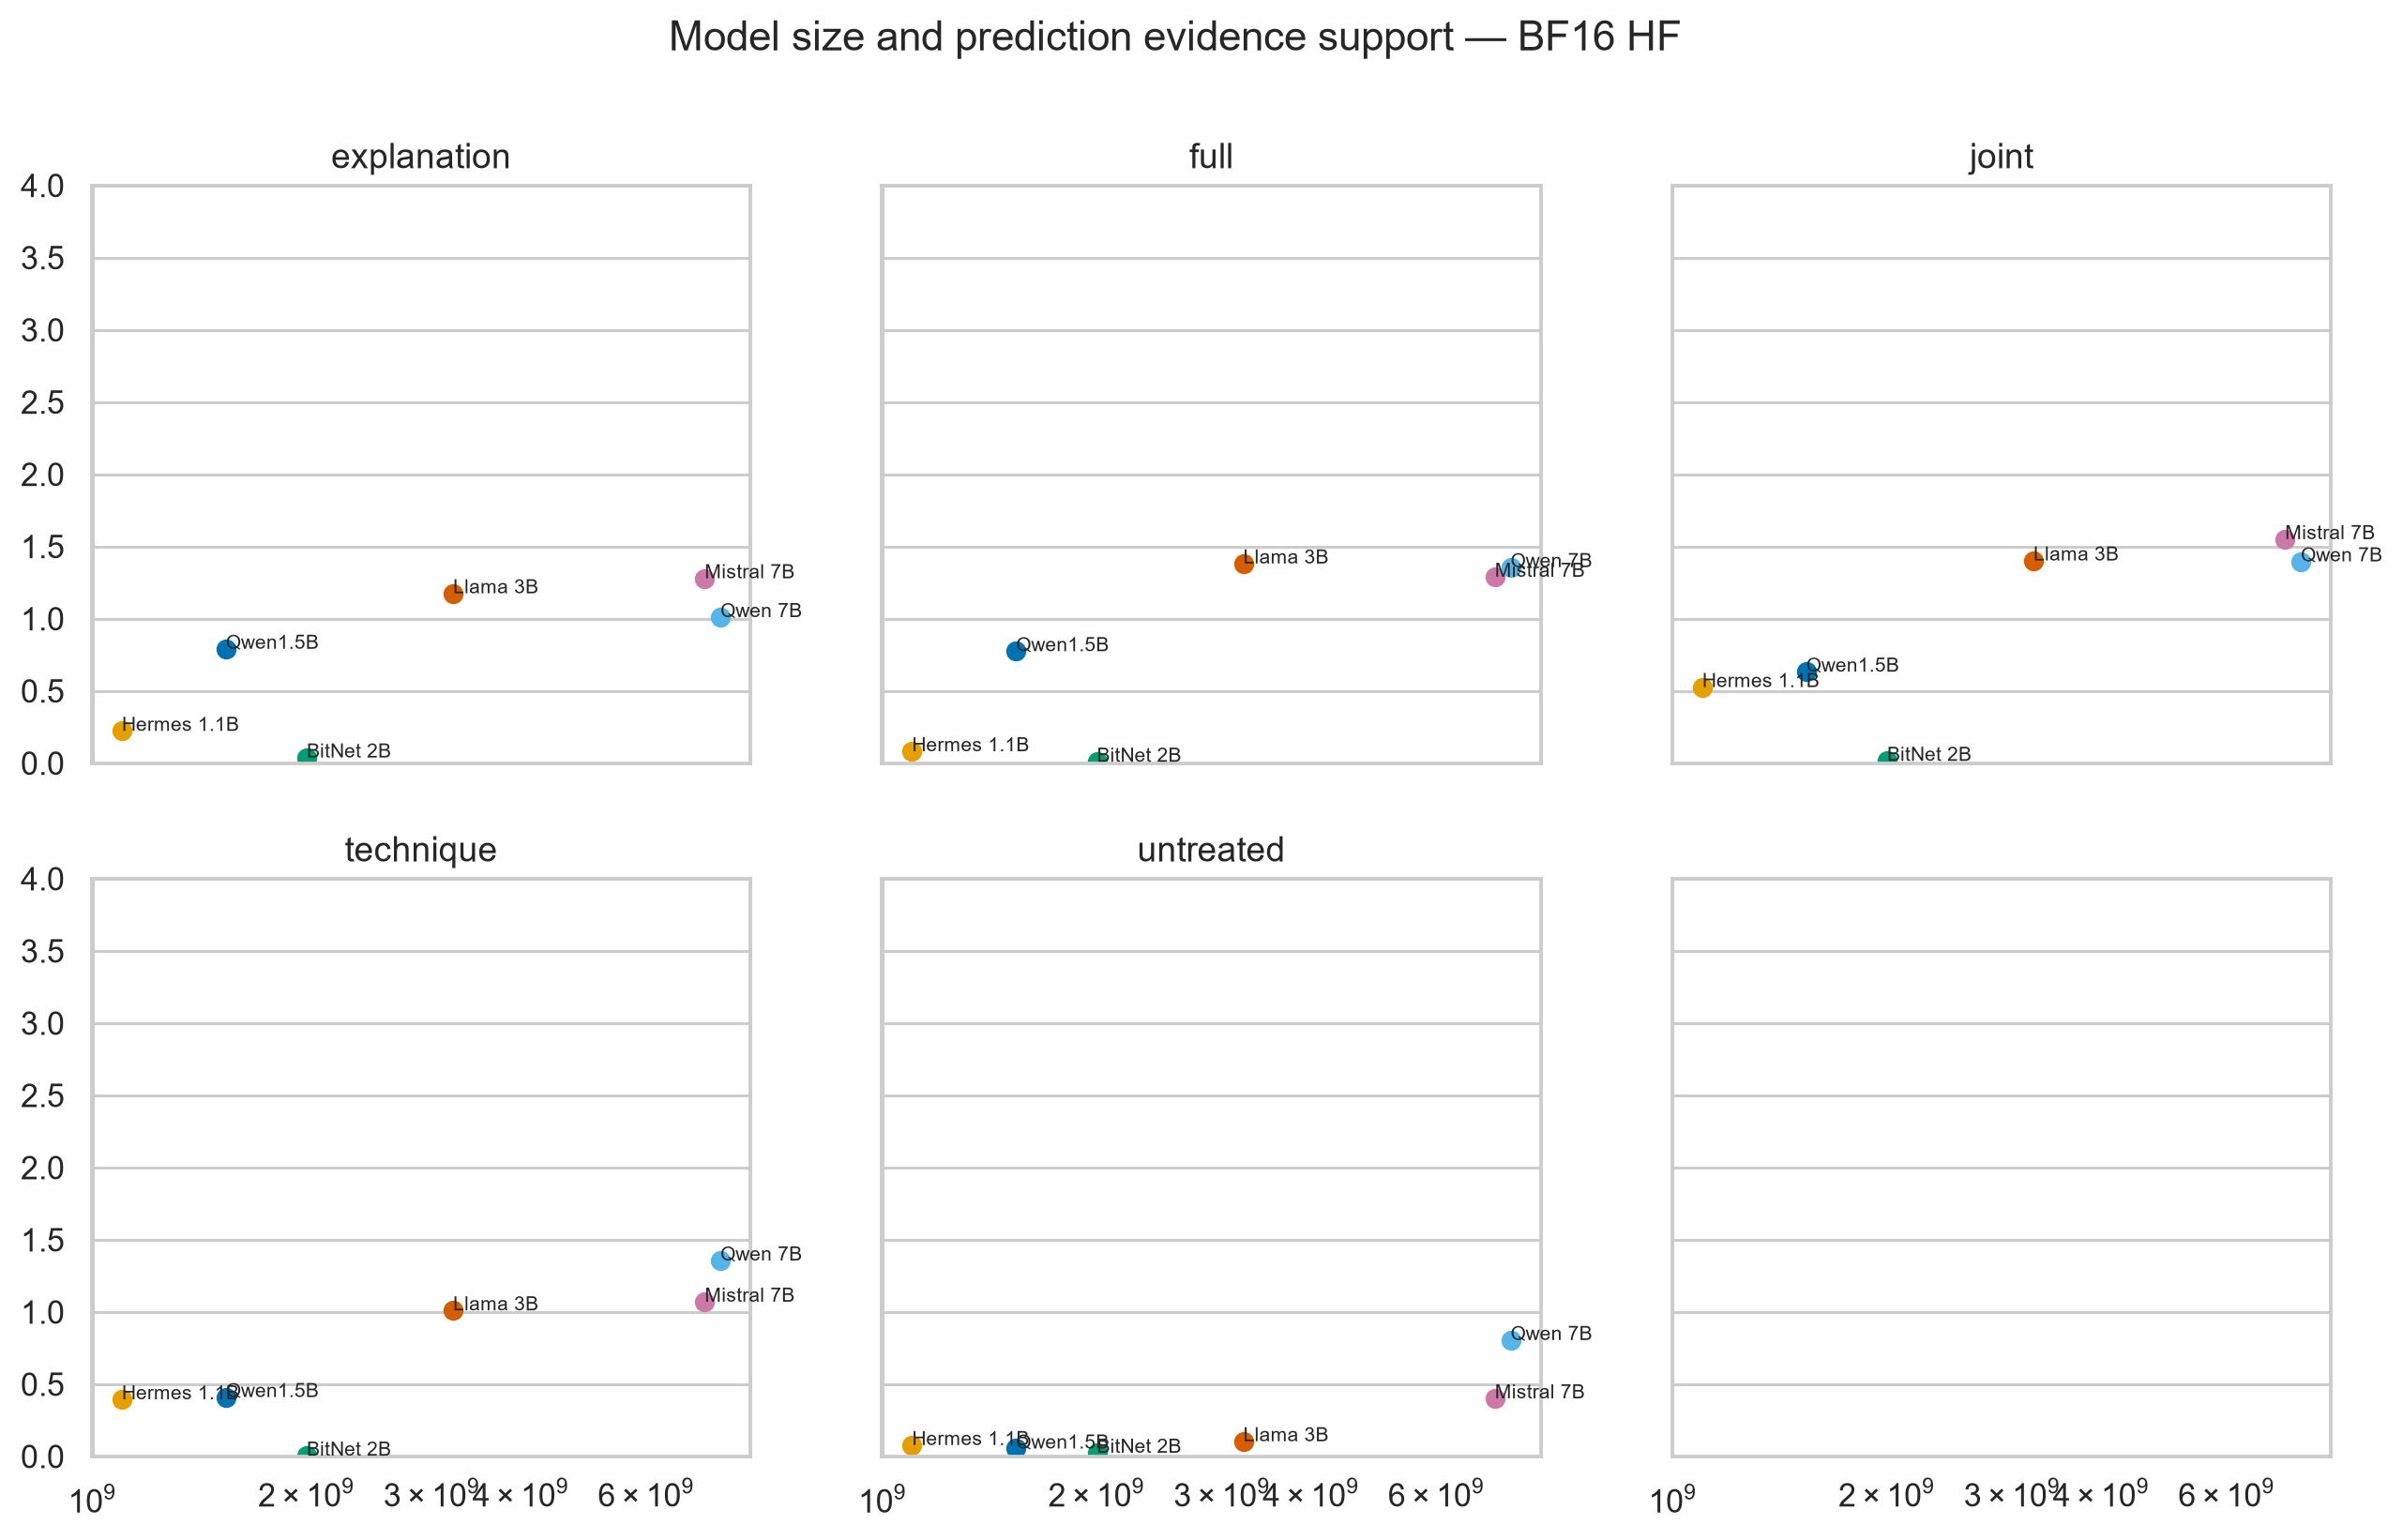 Model size and prediction evidence support — BF16 HF
explanation
4.0
3.5
3.0
2.5
2.0
1.5
1.0
0.5
0.0
Mistral 7B
Llama 3B
Qwen 7B
Qwen1.5B
Hermes 1.1B
BitNet 2B
full
Llama 3B
Qwen 7B
Mistral 7B
Qwen1.5B
Hermes 1.1B
BitNet 2B
joint
Mistral 7B
Llama 3B
Qwen 7B
Qwen1.5B
Hermes 1.1B
BitNet 2B
technique
4.0
3.5
3.0
2.5
2.0
1.5
1.0
0.5
0.0
Qwen 7B
Mistral 7B
Llama 3B
Hermes 1.1B
Qwen1.5B
BitNet 2B
10⁹ 2 × 10⁹ 3 × 10⁹ 4 × 10⁹ 6 × 10⁹
untreated
Qwen 7B
Mistral 7B
Llama 3B
Hermes 1.1B
Qwen1.5B
BitNet 2B
10⁹ 2 × 10⁹ 3 × 10⁹ 4 × 10⁹ 6 × 10⁹
10⁹ 2 × 10⁹ 3 × 10⁹ 4 × 10⁹ 6 × 10⁹